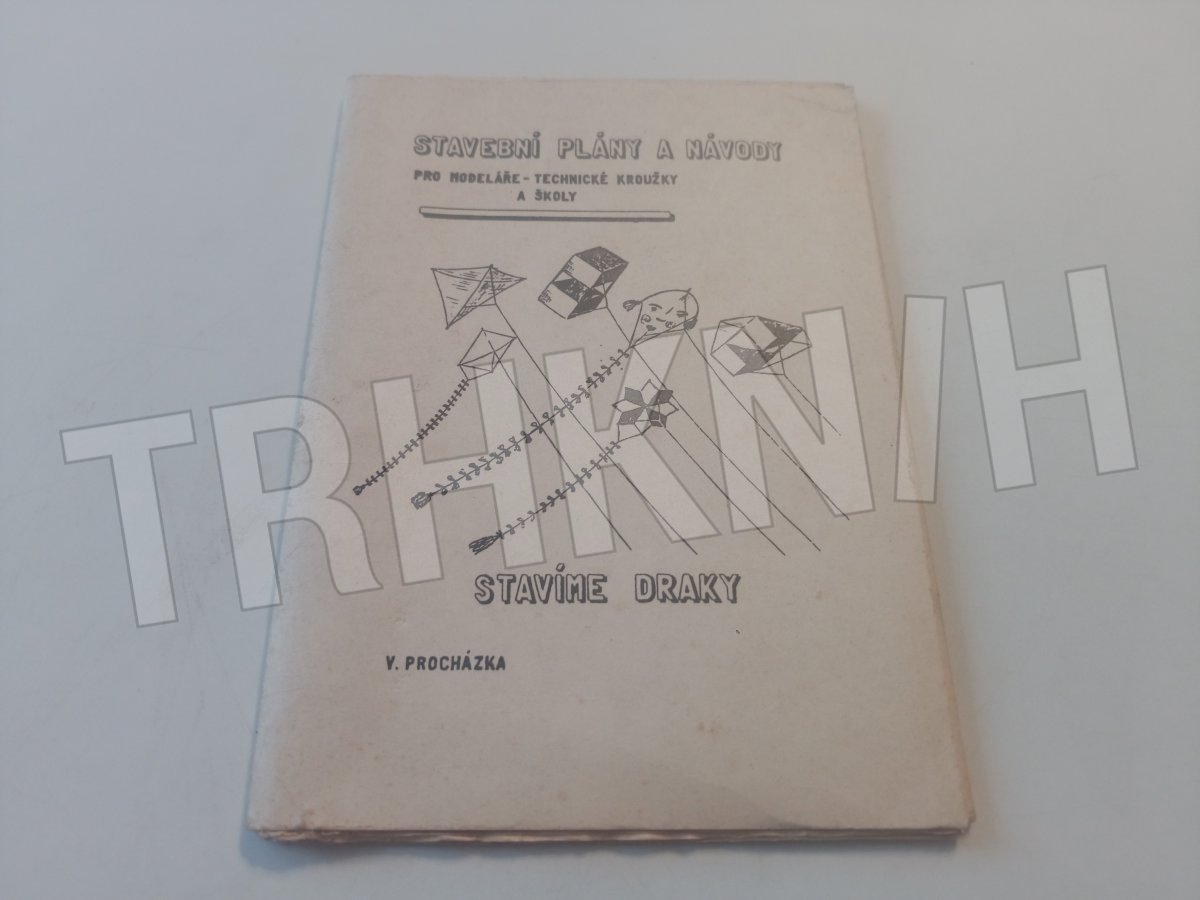 STAVEBNÍ PLÁNY A NÁVODY
PRO MODELÁŘE - TECHNICKÉ KROUŽKY
A ŠKOLY
TRHKNIH
STAVÍME DRAKY
V. PROCHÁZKA